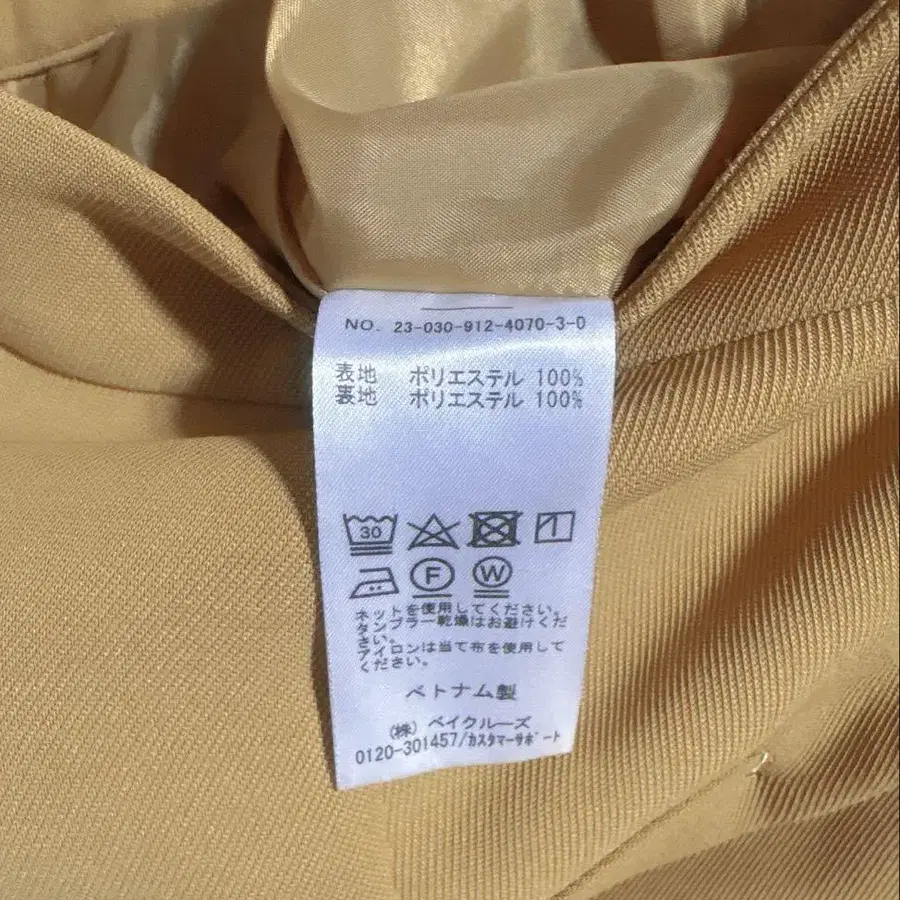 NO. 23-030-912-4070-3-0
表地 ポリエステル 100%
裏地 ポリエステル 100%
30
F W
ネットを使用してください。
タンブラー乾燥はお避けくだ
さい。
アイロンは当て布を使用して
ください。
ベトナム製
(株) ベイクルーズ
0120-301457/カスタマーサポート